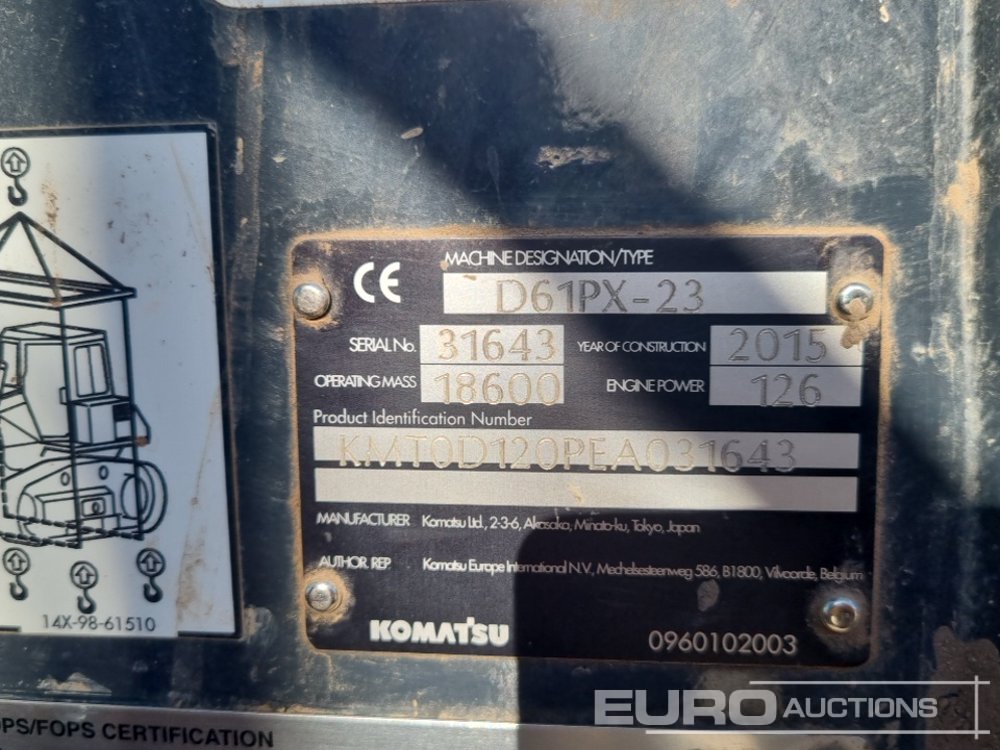 CE
MACHINE DESIGNATION/TYPE
D61PX-23
SERIAL No. 31643 YEAR OF CONSTRUCTION 2015
OPERATING MASS 18600 ENGINE POWER 126
Product Identification Number
KMT0D120PEA031643
MANUFACTURER Komatsu Ltd., 2-3-6, Akasaka, Minato-ku, Tokyo, Japan
AUTHOR. REP Komatsu Europe International N.V., Mechelsesteenweg 586, B1800, Vilvoorde, Belgium
KOMATSU 0960102003
14X-98-61510
OPS/FOPS CERTIFICATION
EURO AUCTIONS